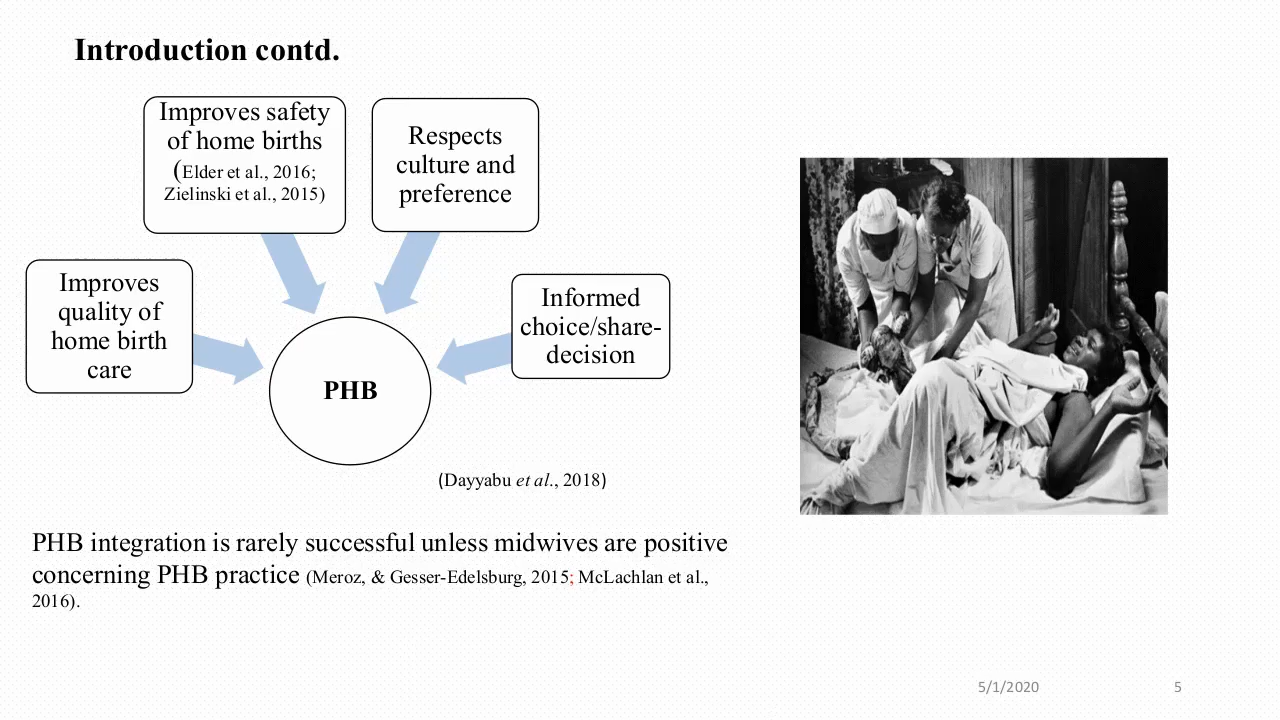 Introduction contd.
Improves safety
of home births
(Elder et al., 2016;
Zielinski et al., 2015)
Respects
culture and
preference
Improves
quality of
home birth
care
Informed
choice/share-
decision
PHB
(Dayyabu et al., 2018)
PHB integration is rarely successful unless midwives are positive
concerning PHB practice (Meroz, & Gesser-Edelsburg, 2015; McLachlan et al.,
2016).
5/1/2020
5